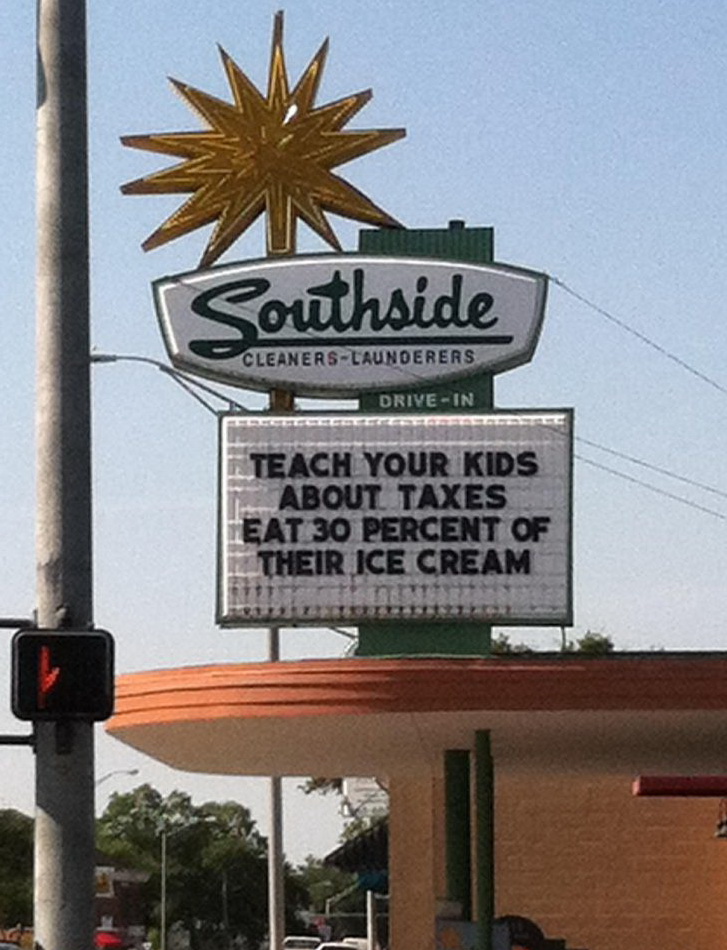 Southside
CLEANERS-LAUNDERERS
DRIVE-IN
TEACH YOUR KIDS
ABOUT TAXES
EAT 30 PERCENT OF
THEIR ICE CREAM